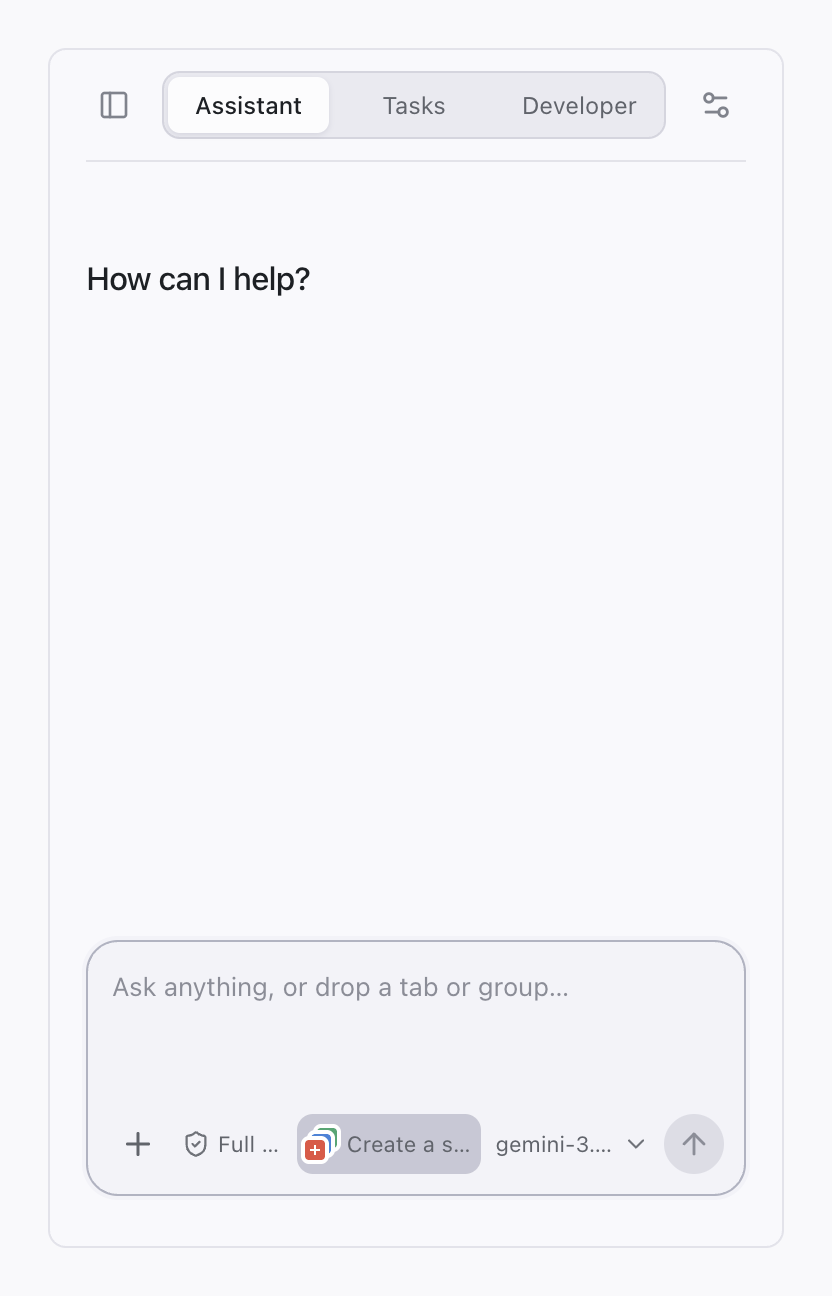 Assistant Tasks Developer
How can I help?
Ask anything, or drop a tab or group...
Full ... Create a s... gemini-3....